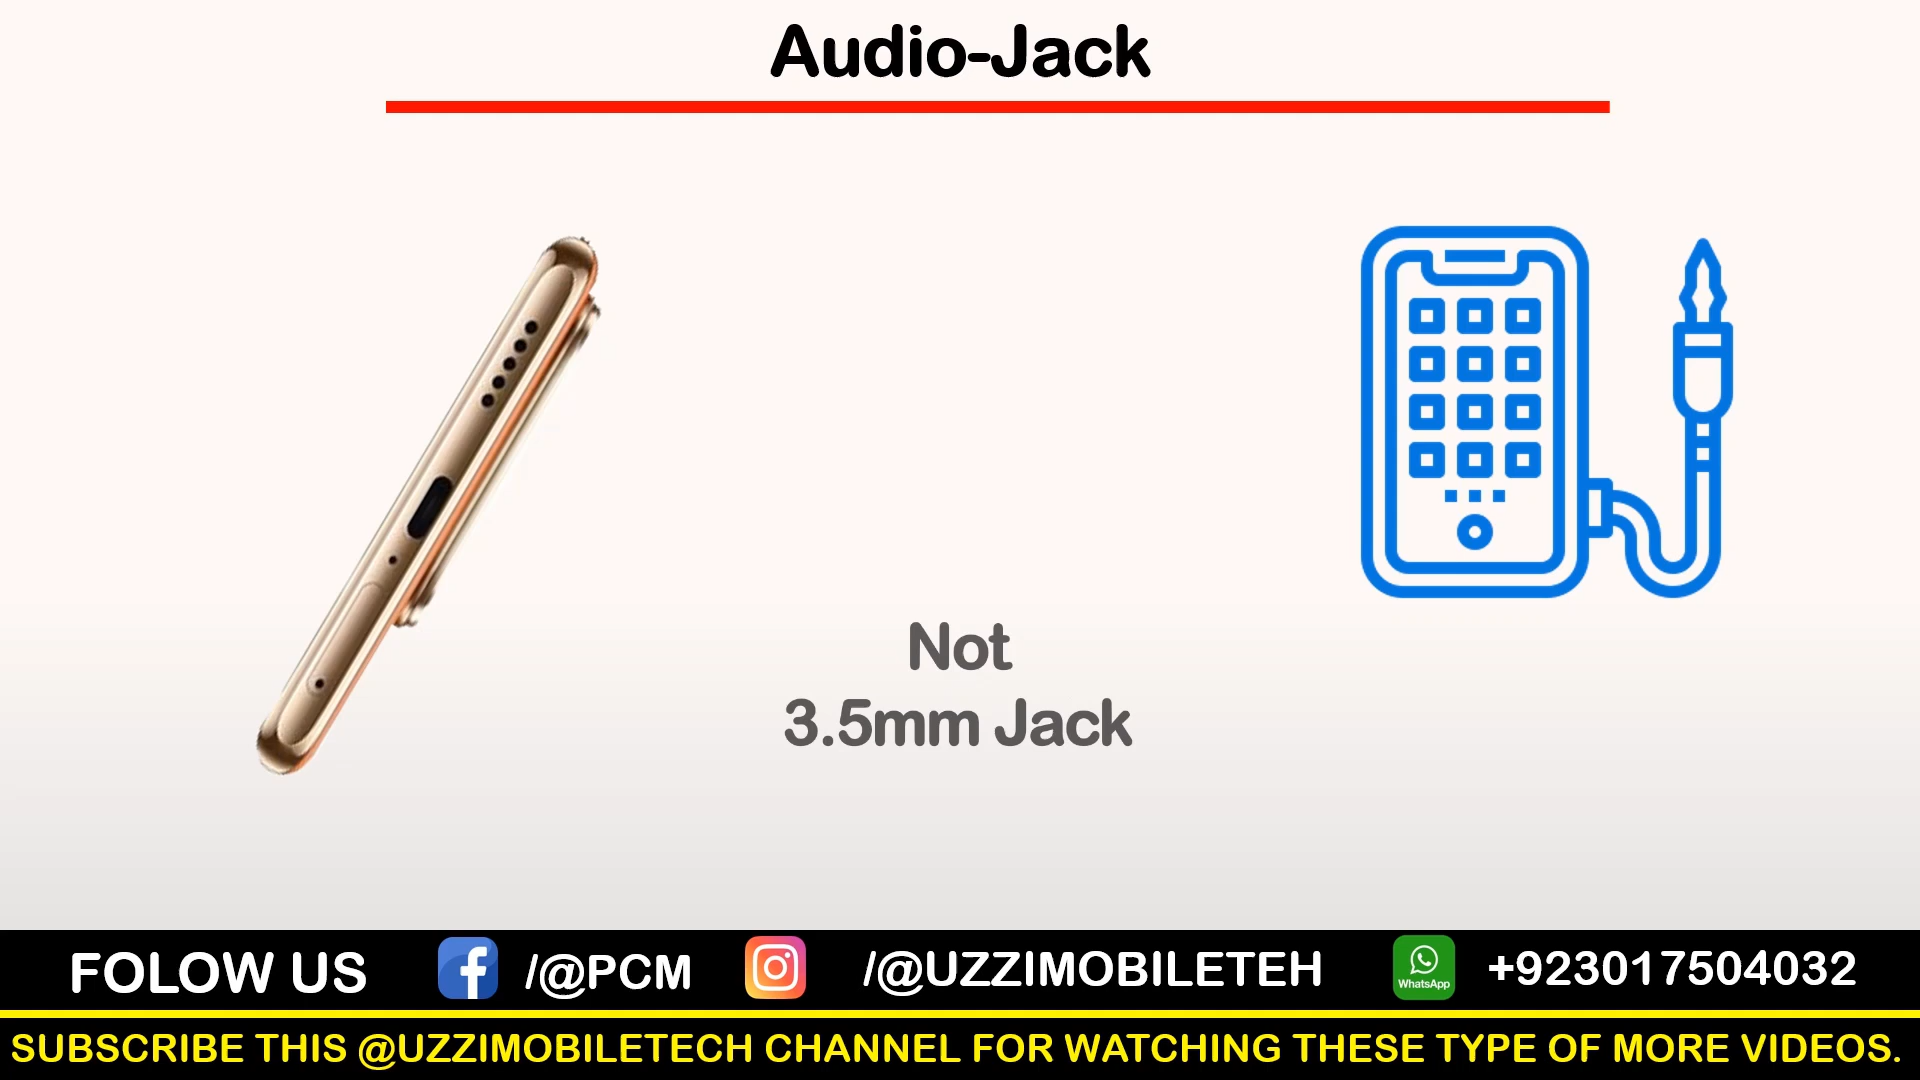 Audio-Jack
Not
3.5mm Jack
FOLOW US /@PCM /@UZZIMOBILETEH WhatsApp +923017504032
SUBSCRIBE THIS @UZZIMOBILETECH CHANNEL FOR WATCHING THESE TYPE OF MORE VIDEOS.